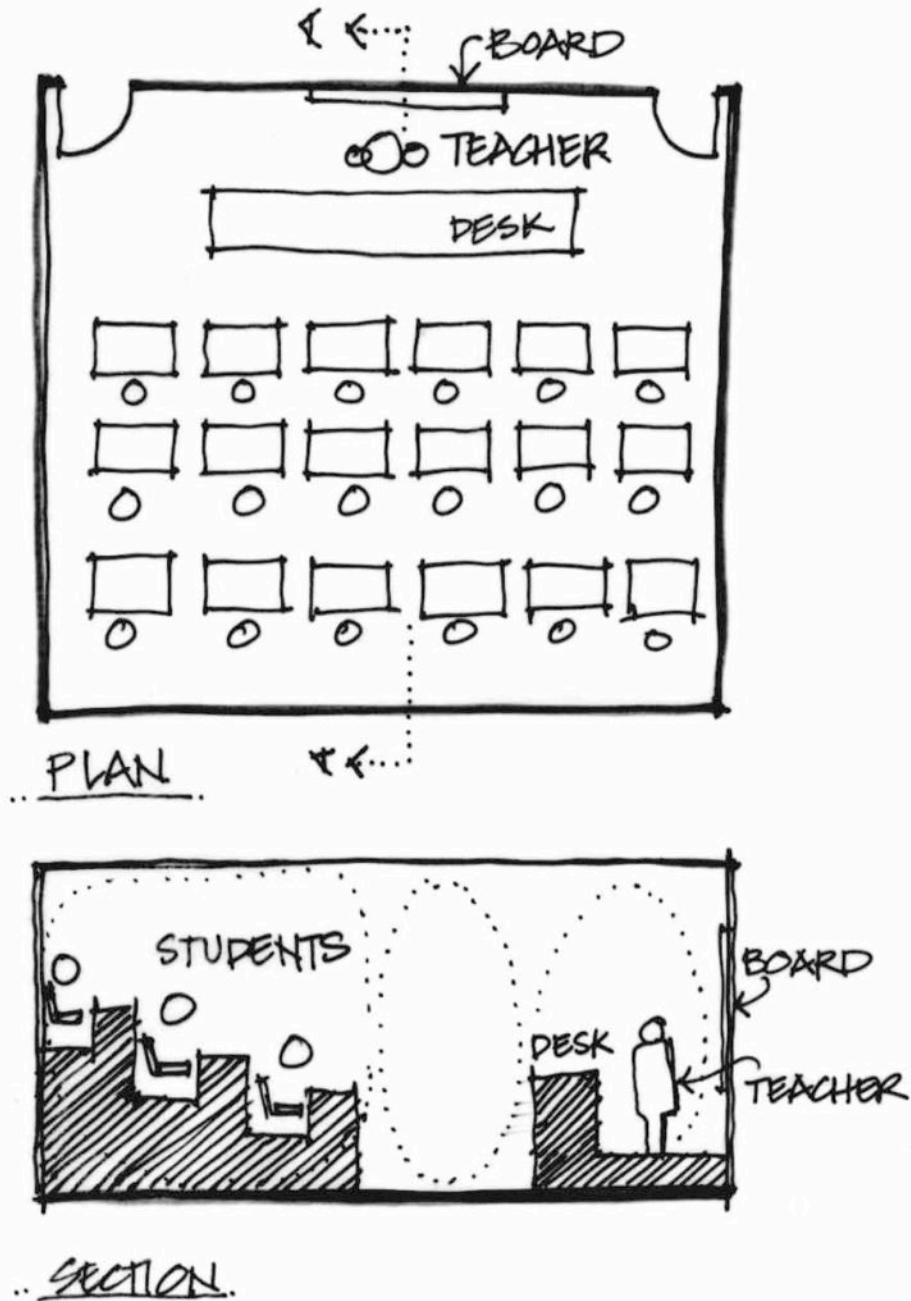 BOARD
TEACHER
DESK
PLAN
STUDENTS
BOARD
DESK
TEACHER
SECTION